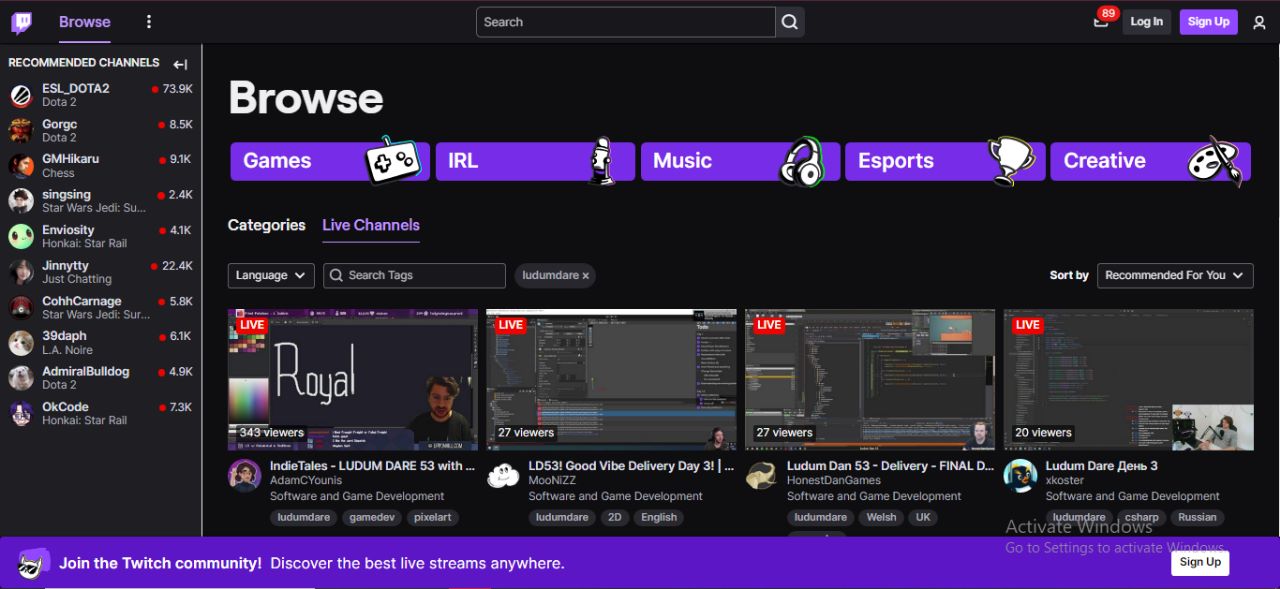 Browse
Search
89
Log In
Sign Up
RECOMMENDED CHANNELS
ESL_DOTA2
73.9K
Dota 2
Gorgc
8.5K
Dota 2
GMHikaru
9.1K
Chess
singsing
2.4K
Star Wars Jedi: Su...
Enviosity
4.1K
Honkai: Star Rail
Jinnytty
22.4K
Just Chatting
CohhCarnage
5.8K
Star Wars Jedi: Sur...
39daph
6.1K
L.A. Noire
AdmiralBulldog
4.9K
Dota 2
OkCode
7.3K
Honkai: Star Rail
Browse
Games
IRL
Music
Esports
Creative
Categories
Live Channels
Language
Search Tags
ludumdare ×
Sort by
Recommended For You
LIVE
Royal
343 viewers
IndieTales - LUDUM DARE 53 with ...
AdamCYounis
Software and Game Development
ludumdare
gamedev
pixelart
LIVE
Todo
27 viewers
LD53! Good Vibe Delivery Day 3! | ...
MooNiZZ
Software and Game Development
ludumdare
2D
English
LIVE
27 viewers
Ludum Dan 53 - Delivery - FINAL D...
HonestDanGames
Software and Game Development
ludumdare
Welsh
UK
LIVE
20 viewers
Ludum Dare День 3
xkoster
Software and Game Development
ludumdare
csharp
Russian
Activate Windows
Go to Settings to activate Windows.
Join the Twitch community! Discover the best live streams anywhere.
Sign Up